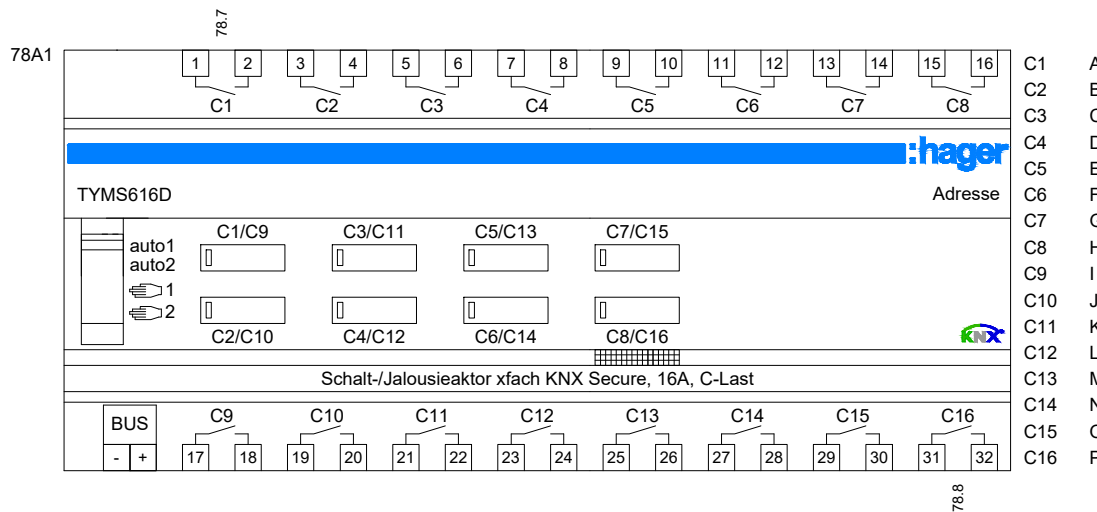 78.7
78A1
1 2 3 4 5 6 7 8 9 10 11 12 13 14 15 16
C1 C2 C3 C4 C5 C6 C7 C8
:hager
TYMS616D Adresse
C1/C9 C3/C11 C5/C13 C7/C15
auto1
auto2
1
2
C2/C10 C4/C12 C6/C14 C8/C16
KNX
Schalt-/Jalousieaktor xfach KNX Secure, 16A, C-Last
BUS
- +
C9 C10 C11 C12 C13 C14 C15 C16
17 18 19 20 21 22 23 24 25 26 27 28 29 30 31 32
78.8
C1
C2
C3
C4
C5
C6
C7
C8
C9 I
C10
C11
C12
C13
C14
C15
C16